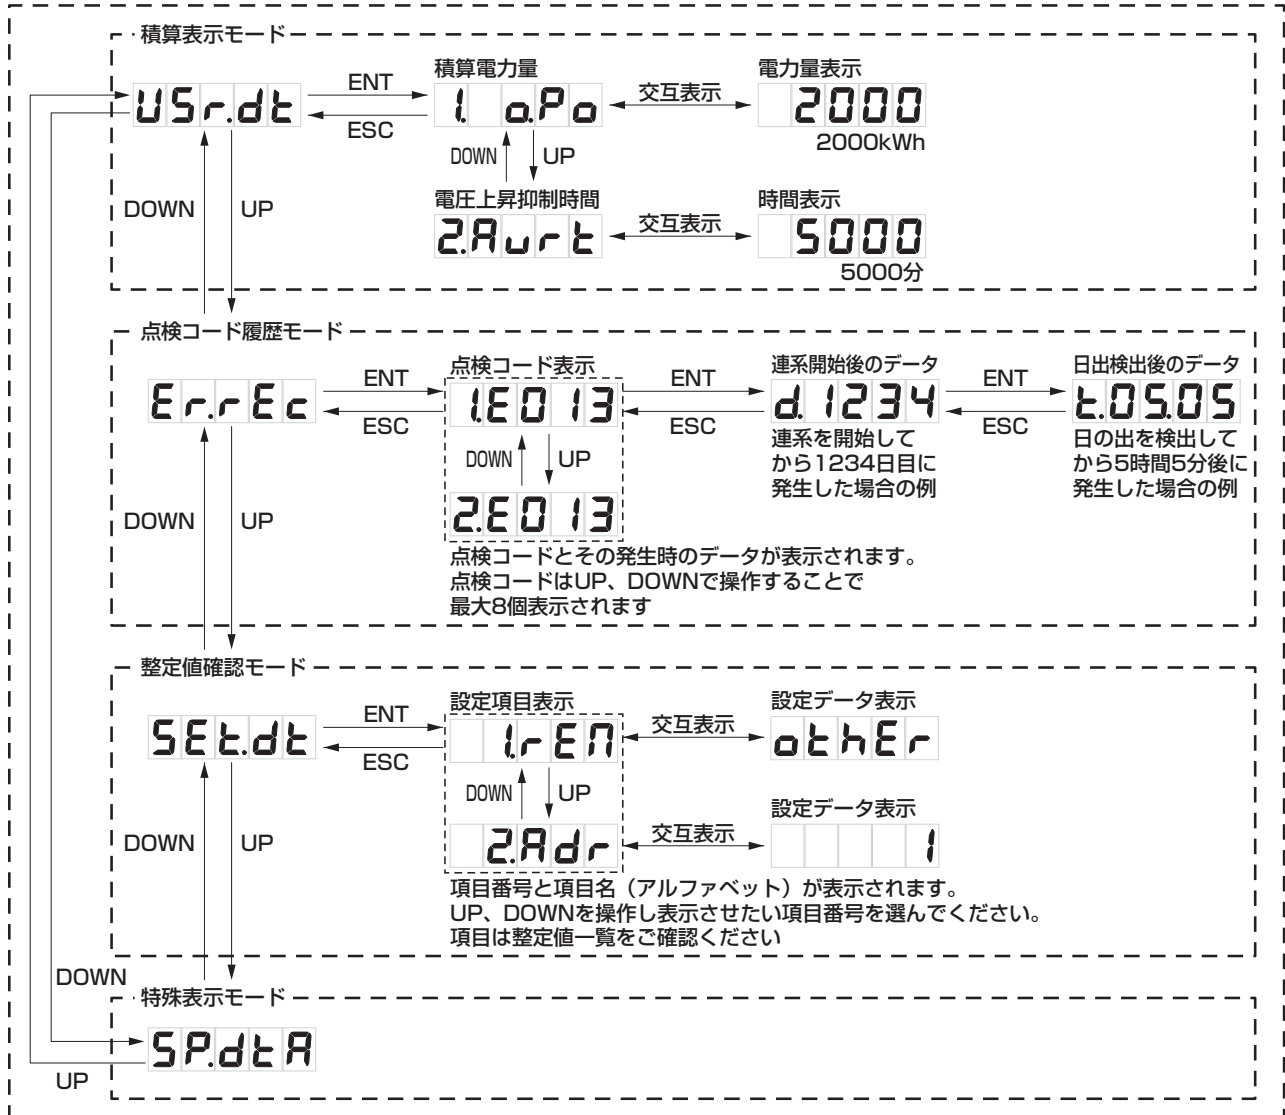 積算表示モード
積算電力量
電力量表示
USr.dt
ENT
ESC
1. o.Po
交互表示
2000
2000kWh
DOWN
UP
DOWN
UP
電圧上昇抑制時間
時間表示
2.Aurt
交互表示
5000
5000分
点検コード履歴モード
点検コード表示
連系開始後のデータ
日出検出後のデータ
Er.rEc
ENT
ESC
1.E013
ENT
ESC
d.1234
ENT
ESC
t.05.05
DOWN
UP
連系を開始して
から1234日目に
発生した場合の例
日の出を検出して
から5時間5分後に
発生した場合の例
2.E013
DOWN
UP
点検コードとその発生時のデータが表示されます。
点検コードはUP、DOWNで操作することで
最大8個表示されます
整定値確認モード
設定項目表示
設定データ表示
SEt.dt
ENT
ESC
1.rEM
交互表示
othEr
DOWN
UP
DOWN
UP
設定データ表示
2.Adr
交互表示
1
項目番号と項目名（アルファベット）が表示されます。
UP、DOWNを操作し表示させたい項目番号を選んでください。
項目は整定値一覧をご確認ください
DOWN
特殊表示モード
SP.dtA
UP